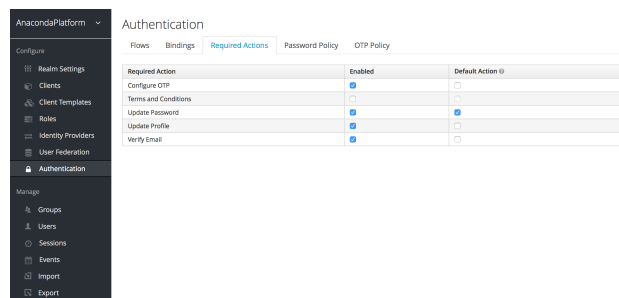 AnacondaPlatform
Configure
Realm Settings
Clients
Client Templates
Roles
Identity Providers
User Federation
Authentication
Manage
Groups
Users
Sessions
Events
Import
Export
Authentication
Flows Bindings Required Actions Password Policy OTP Policy
Required Action Enabled Default Action
Configure OTP
Terms and Conditions
Update Password
Update Profile
Verify Email